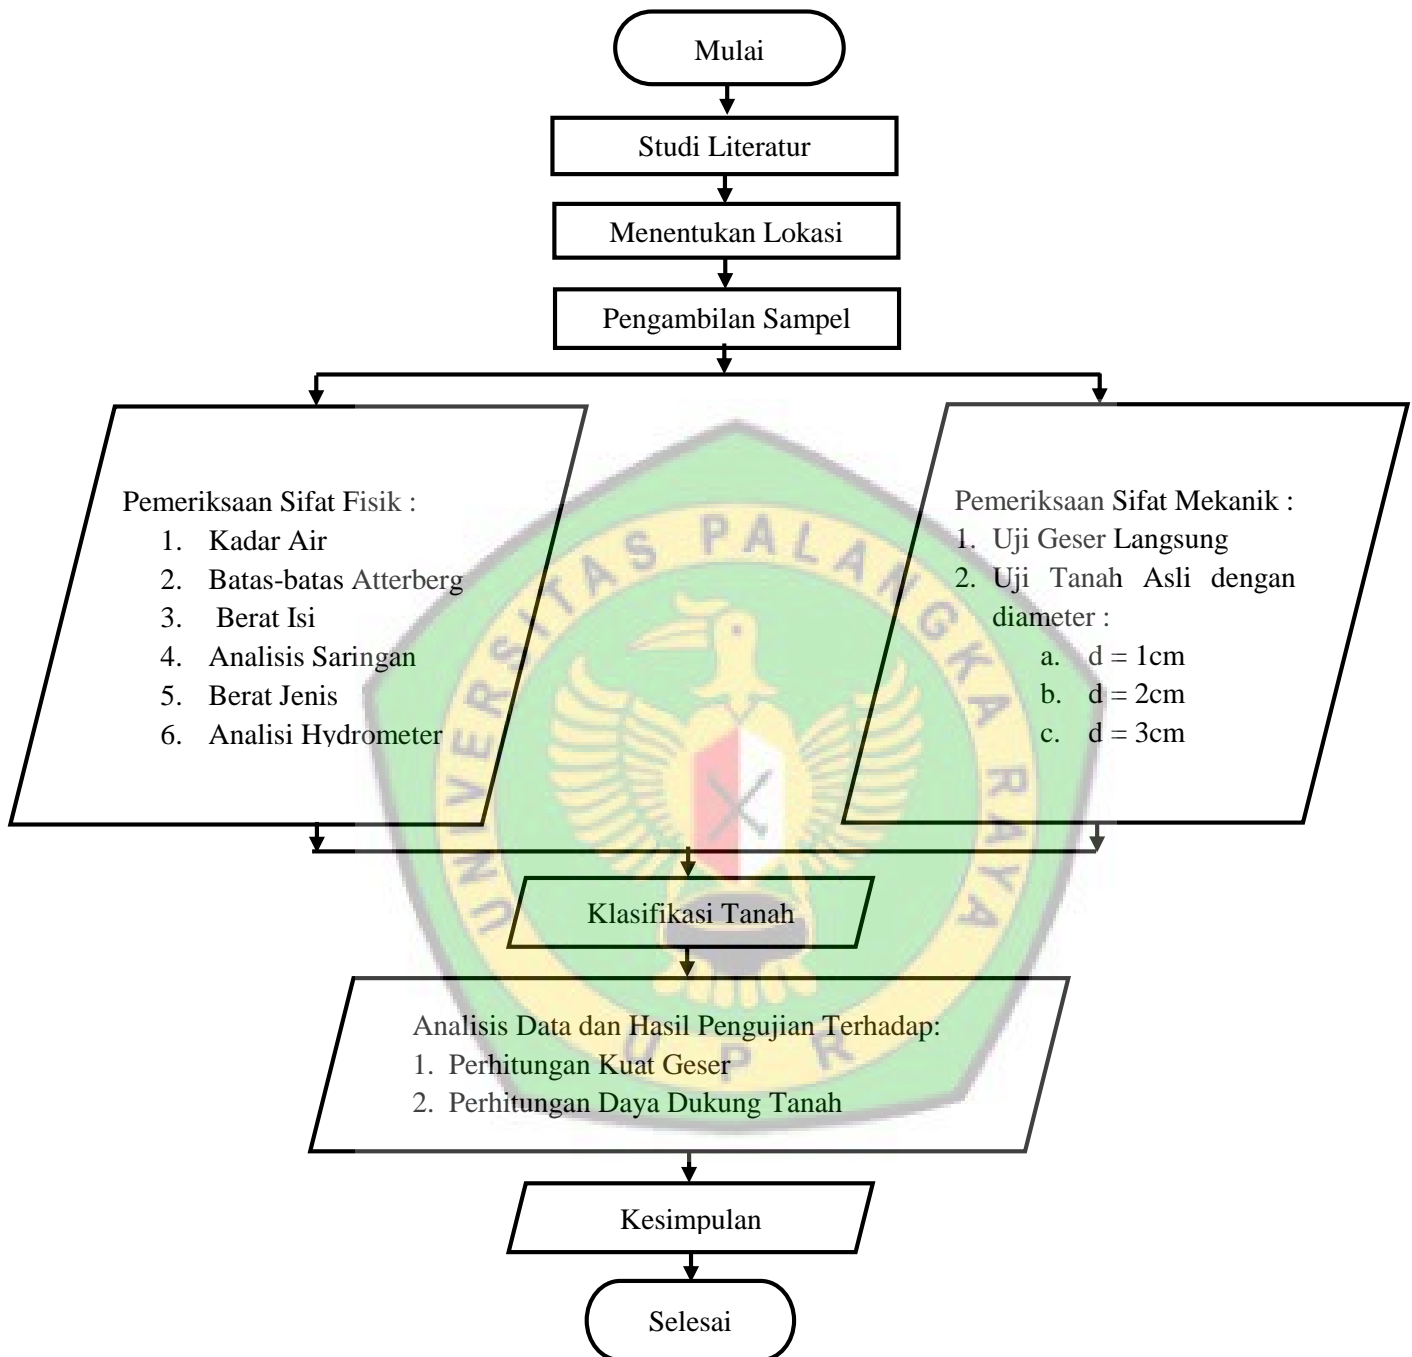 Mulai
Studi Literatur
Menentukan Lokasi
Pengambilan Sampel
Pemeriksaan Sifat Fisik :
1. Kadar Air
2. Batas-batas Atterberg
3. Berat Isi
4. Analisis Saringan
5. Berat Jenis
6. Analisi Hydrometer
Pemeriksaan Sifat Mekanik :
1. Uji Geser Langsung
2. Uji Tanah Asli dengan
diameter :
a. d = 1cm
b. d = 2cm
c. d = 3cm
UNIVERSITAS PALANGKA RAYA
Klasifikasi Tanah
Analisis Data dan Hasil Pengujian Terhadap:
1. Perhitungan Kuat Geser
2. Perhitungan Daya Dukung Tanah
UPR
Kesimpulan
Selesai